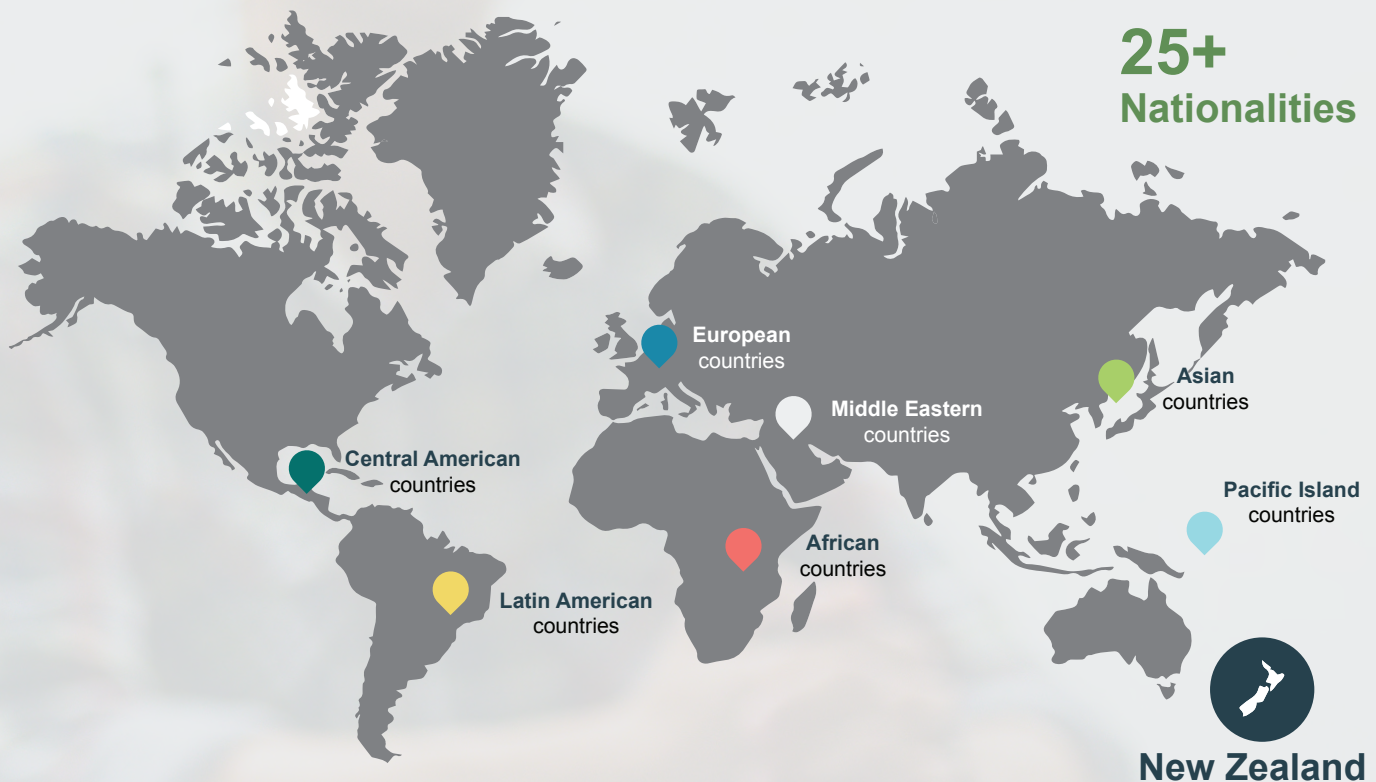 25+
Nationalities
European
countries
Asian
countries
Middle Eastern
countries
Central American
countries
Pacific Island
countries
African
countries
Latin American
countries
New Zealand